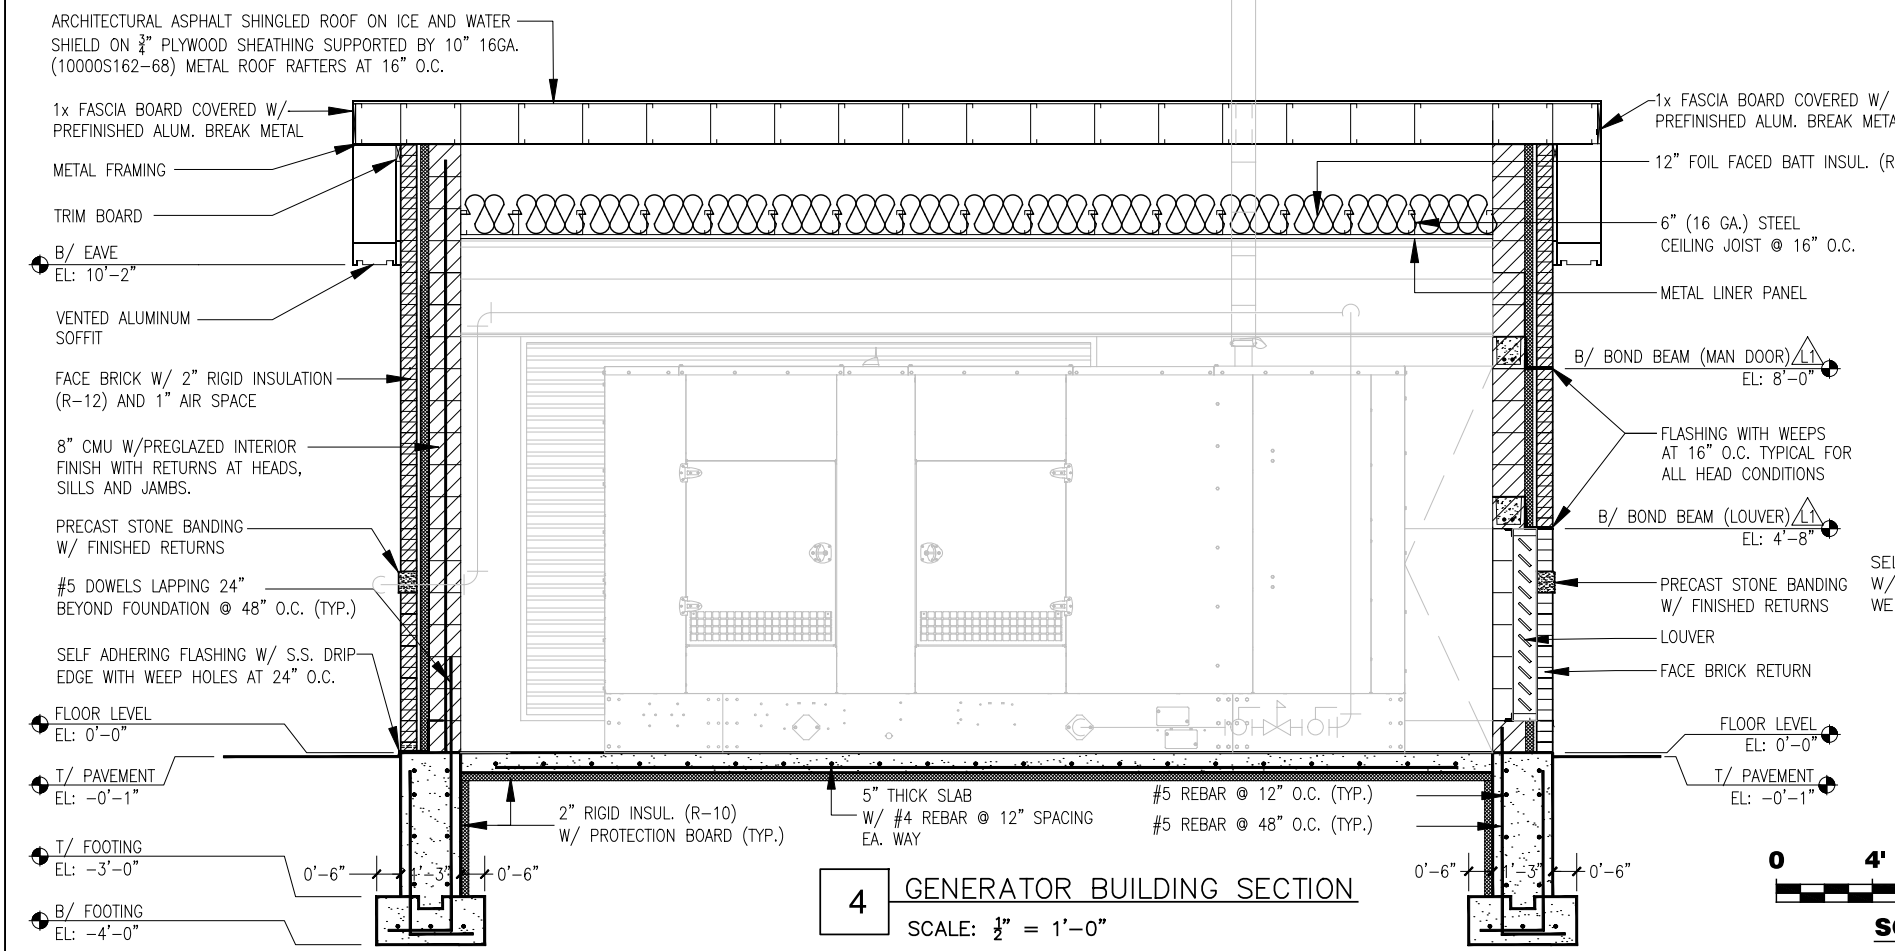 ARCHITECTURAL ASPHALT SHINGLED ROOF ON ICE AND WATER
SHIELD ON 3/4" PLYWOOD SHEATHING SUPPORTED BY 10" 16GA.
(10000S162-68) METAL ROOF RAFTERS AT 16" O.C.
1x FASCIA BOARD COVERED W/
PREFINISHED ALUM. BREAK METAL
METAL FRAMING
TRIM BOARD
B/ EAVE
EL: 10'-2"
VENTED ALUMINUM
SOFFIT
FACE BRICK W/ 2" RIGID INSULATION
(R-12) AND 1" AIR SPACE
8" CMU W/PREGLAZED INTERIOR
FINISH WITH RETURNS AT HEADS,
SILLS AND JAMBS.
PRECAST STONE BANDING
W/ FINISHED RETURNS
#5 DOWELS LAPPING 24"
BEYOND FOUNDATION @ 48" O.C. (TYP.)
SELF ADHERING FLASHING W/ S.S. DRIP
EDGE WITH WEEP HOLES AT 24" O.C.
FLOOR LEVEL
EL: 0'-0"
T/ PAVEMENT
EL: -0'-1"
T/ FOOTING
EL: -3'-0"
B/ FOOTING
EL: -4'-0"
0'-6"
1'-3"
0'-6"
2" RIGID INSUL. (R-10)
W/ PROTECTION BOARD (TYP.)
5" THICK SLAB
W/ #4 REBAR @ 12" SPACING
EA. WAY
#5 REBAR @ 12" O.C. (TYP.)
#5 REBAR @ 48" O.C. (TYP.)
0'-6"
1'-3"
0'-6"
4
GENERATOR BUILDING SECTION
SCALE: 1/2" = 1'-0"
1x FASCIA BOARD COVERED W/
PREFINISHED ALUM. BREAK META
12" FOIL FACED BATT INSUL. (R
6" (16 GA.) STEEL
CEILING JOIST @ 16" O.C.
METAL LINER PANEL
B/ BOND BEAM (MAN DOOR) L1
EL: 8'-0"
FLASHING WITH WEEPS
AT 16" O.C. TYPICAL FOR
ALL HEAD CONDITIONS
B/ BOND BEAM (LOUVER) L1
EL: 4'-8"
PRECAST STONE BANDING
W/ FINISHED RETURNS
LOUVER
FACE BRICK RETURN
FLOOR LEVEL
EL: 0'-0"
T/ PAVEMENT
EL: -0'-1"
SEL
W/
WE
0 4'